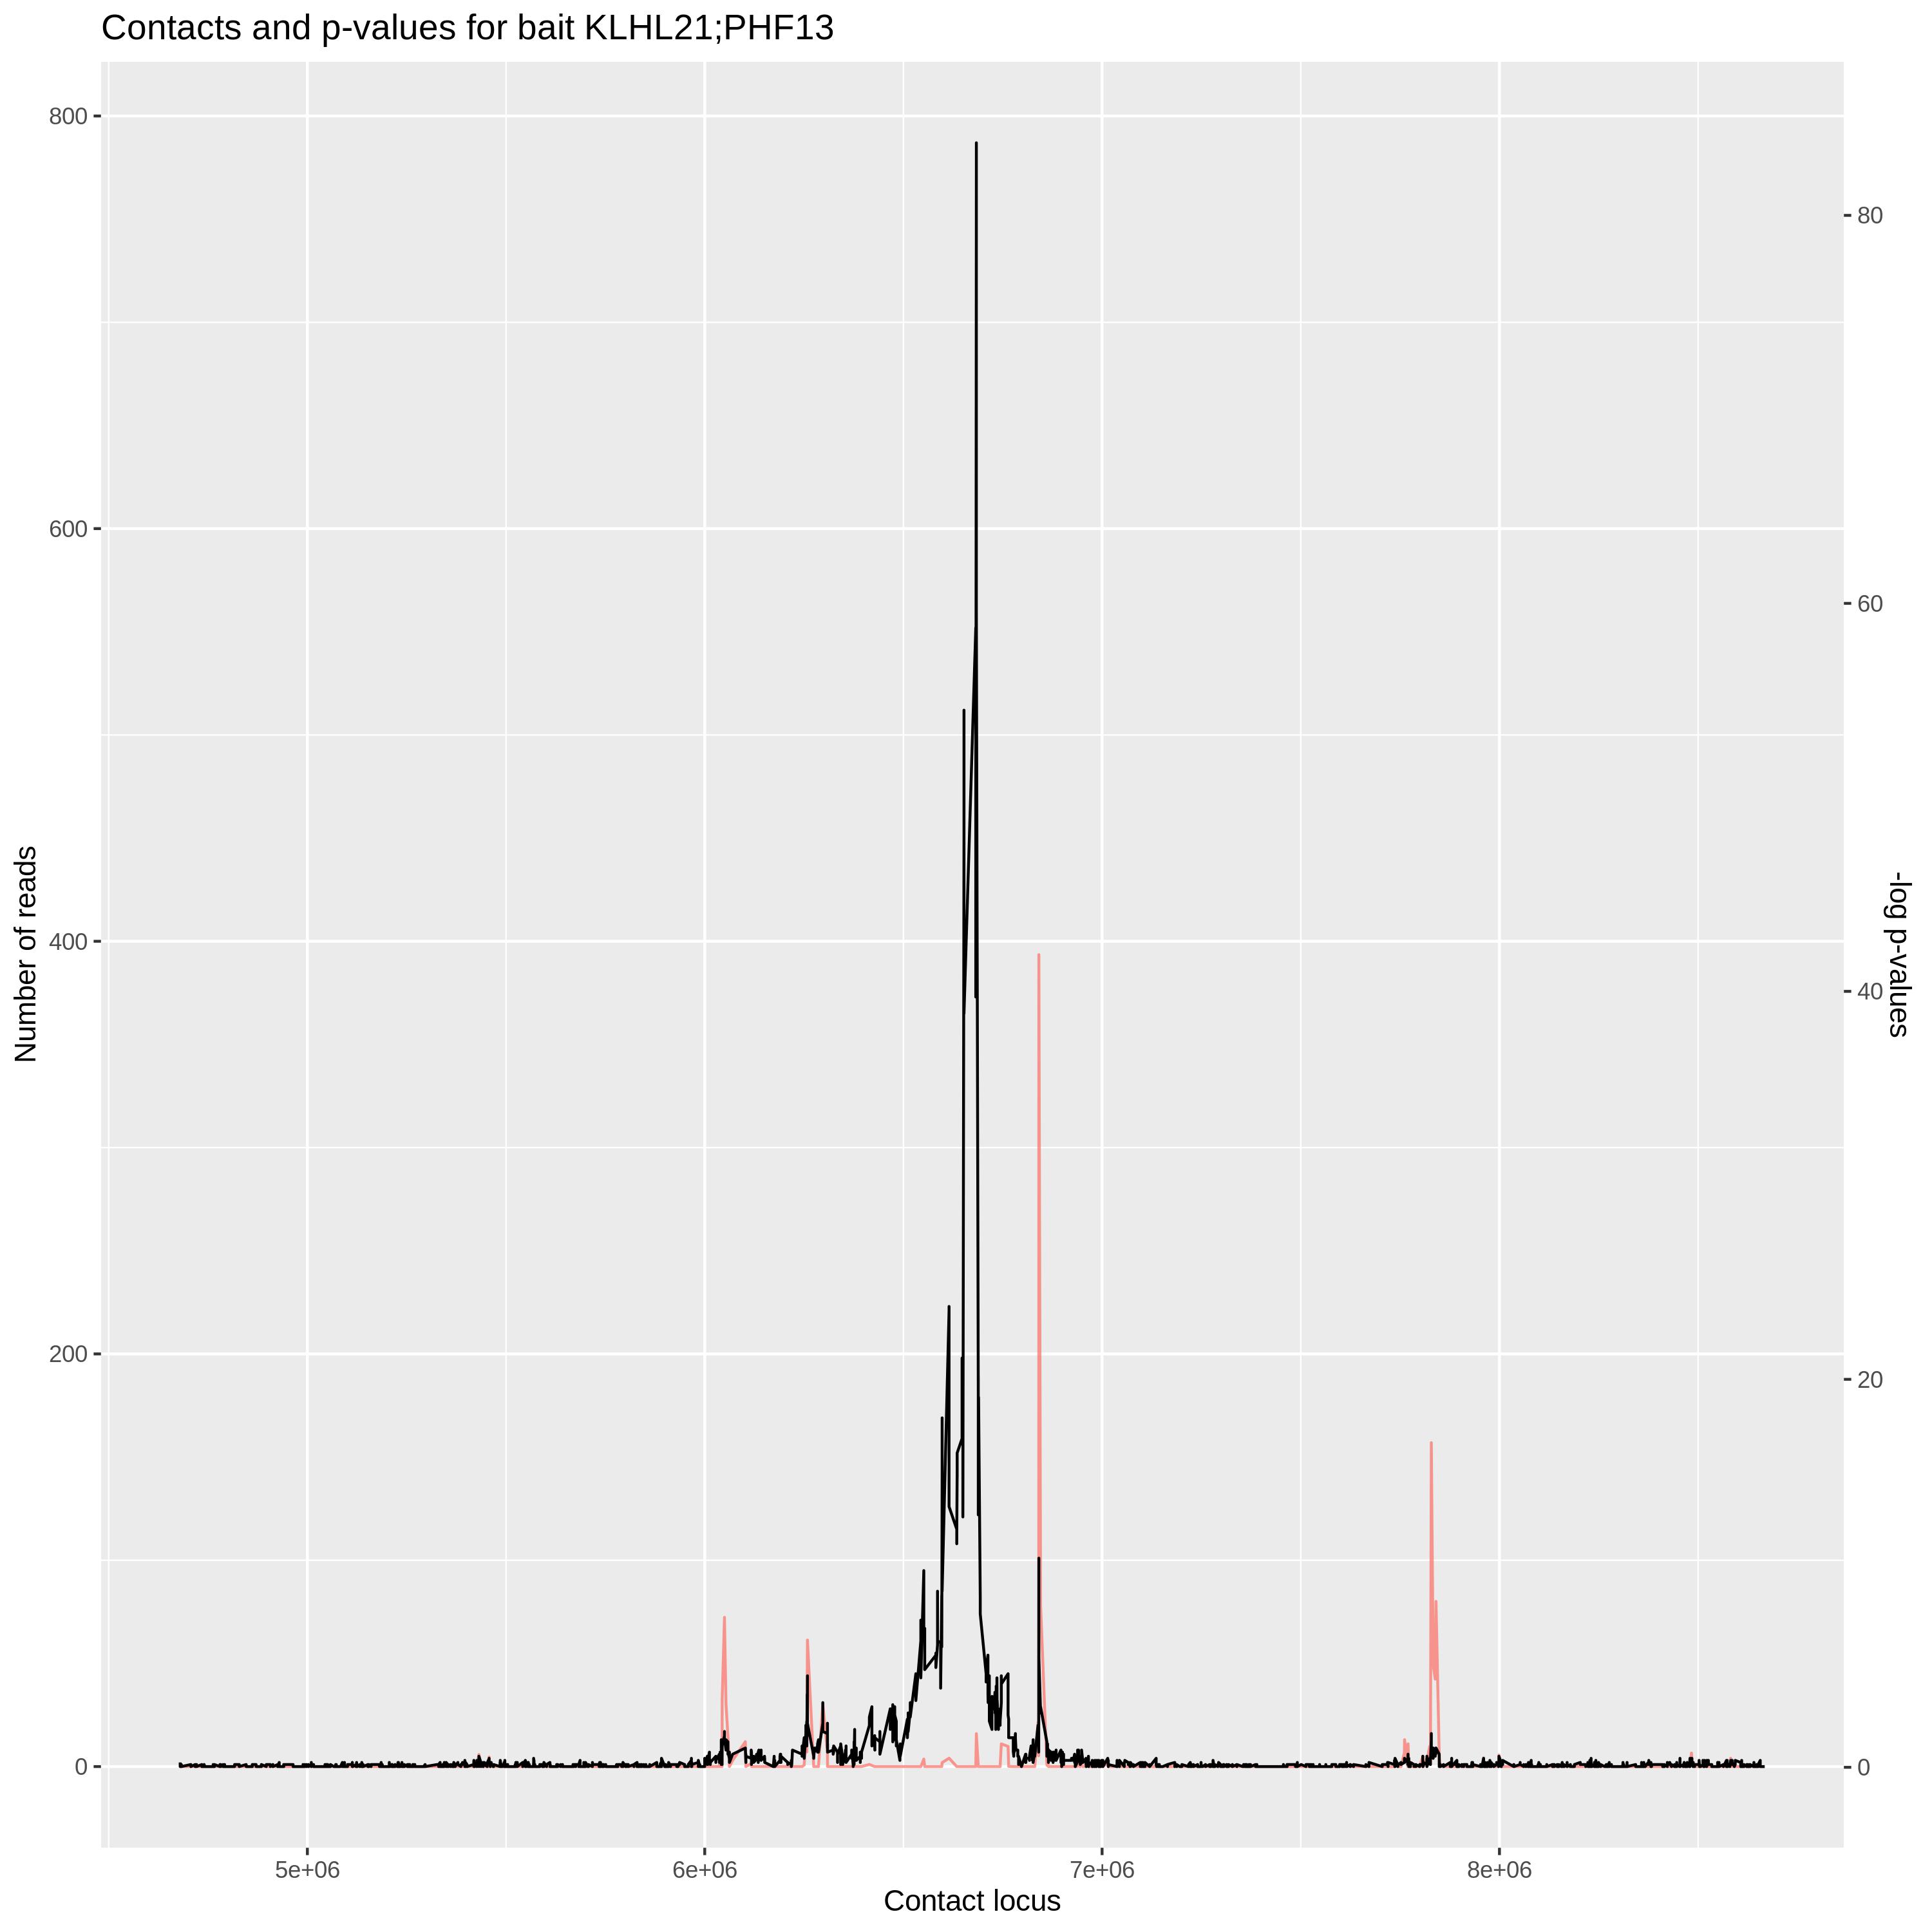 Contacts and p-values for bait KLHL21;PHF13
800
600
400
200
0
Number of reads
80
60
40
20
0
-log p-values
5e+06
6e+06
7e+06
8e+06
Contact locus